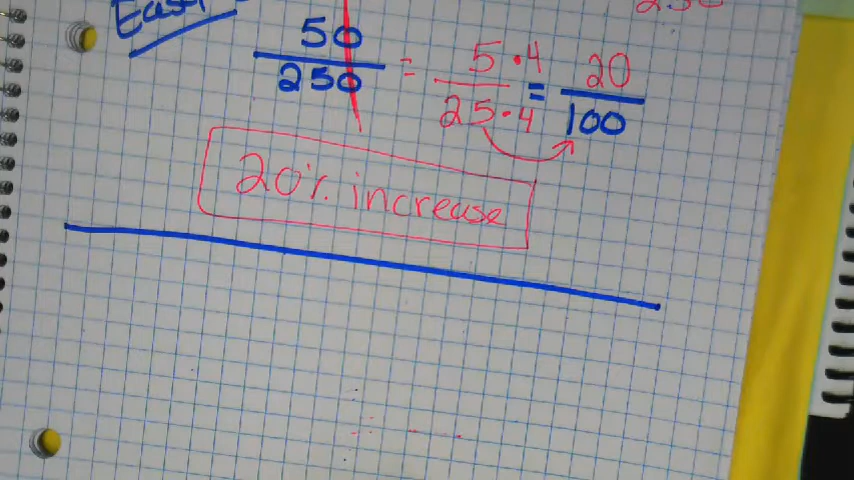 50/250 = 5·4/25·4 = 20/100
20% increase